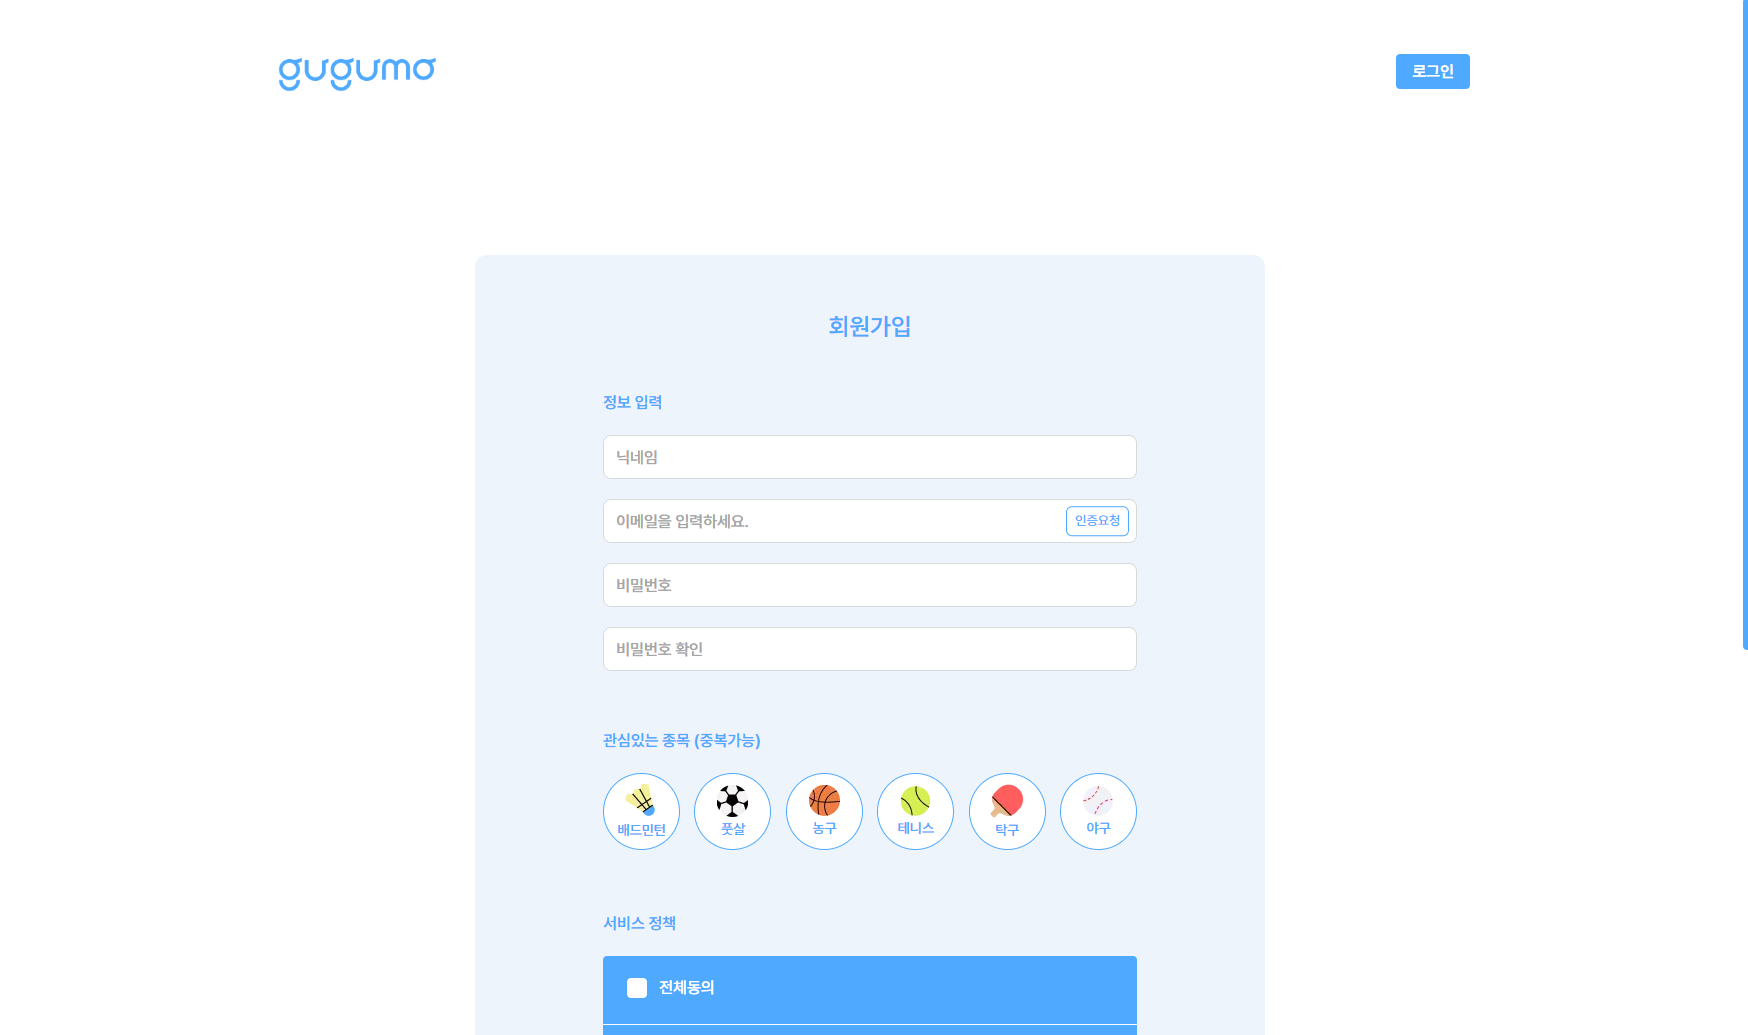 gugumo
로그인
회원가입
정보 입력
닉네임
이메일을 입력하세요.
인증요청
비밀번호
비밀번호 확인
관심있는 종목 (중복가능)
배드민턴
풋살
농구
테니스
탁구
야구
서비스 정책
전체동의